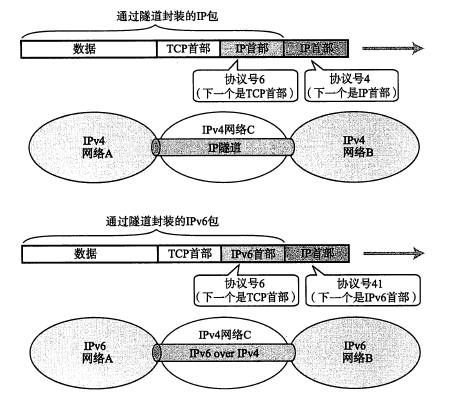 通过隧道封装的IP包
数据 TCP首部 IP首部 IP首部
协议号6
（下一个是TCP首部）
协议号4
（下一个是IP首部）
IPv4
网络A
IPv4网络C
IP隧道
IPv4
网络B
通过隧道封装的IPv6包
数据 TCP首部 IPv6首部 IP首部
协议号6
（下一个是TCP首部）
协议号41
（下一个是IPv6首部）
IPv6
网络A
IPv4网络C
IPv6 over IPv4
IPv6
网络B